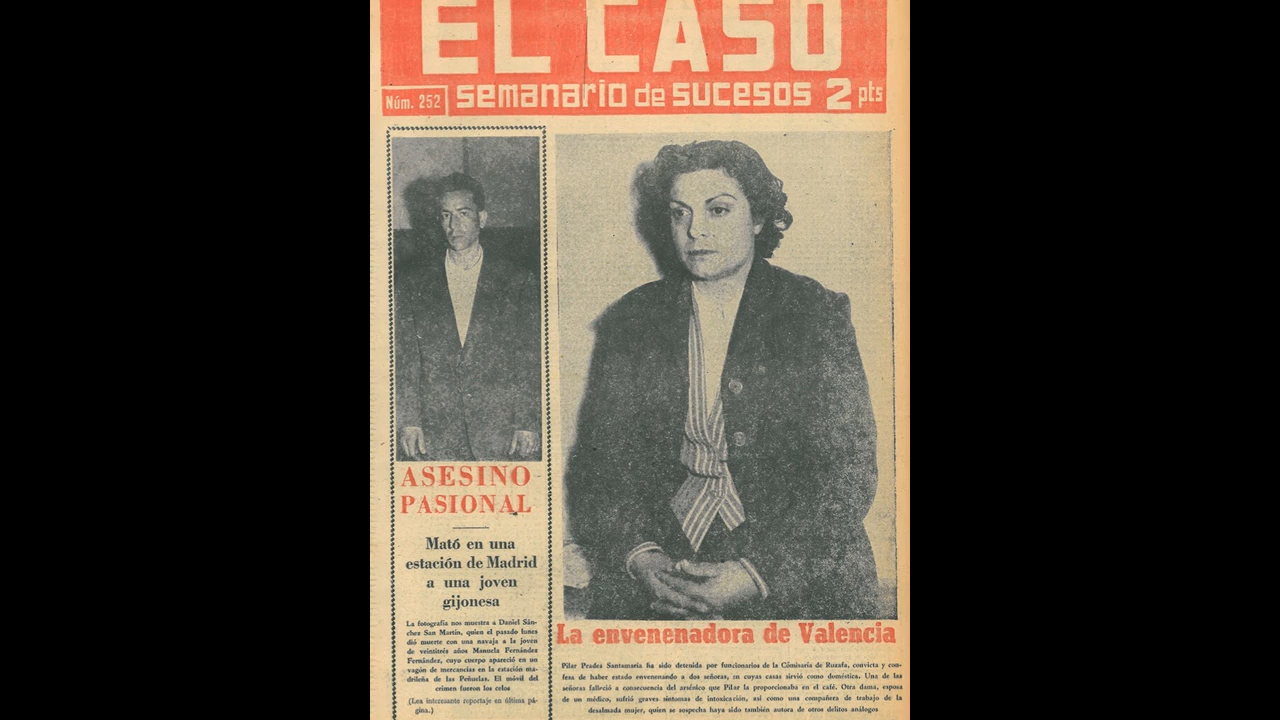 EL CASO
Núm. 252
semanario de sucesos 2 pts
ASESINO
PASIONAL
Mató en una
estación de Madrid
a una joven
gijonesa
La fotografía nos muestra a Daniel Sán-
chez San Martín, quien el pasado lunes
dió muerte con una navaja a la joven
de veintitrés años Manuela Fernández
Fernández, cuyo cuerpo apareció en un
vagón de mercancías en la estación ma-
drileña de las Peñuelas. El móvil del
crimen fueron los celos
(Lea interesante reportaje en última pá-
gina.)
La envenenadora de Valencia
Pilar Prades Santamaría ha sido detenida por funcionarios de la Comisaría de Ruzafa, convicta y con-
fesa de haber estado envenenando a dos señoras, en cuyas casas sirvió como doméstica. Una de las
señoras falleció a consecuencia del arsénico que Pilar la proporcionaba en el café. Otra dama, esposa
de un médico, sufrió graves síntomas de intoxicación, así como una compañera de trabajo de la
desalmada mujer, quien se sospecha haya sido también autora de otros delitos análogos